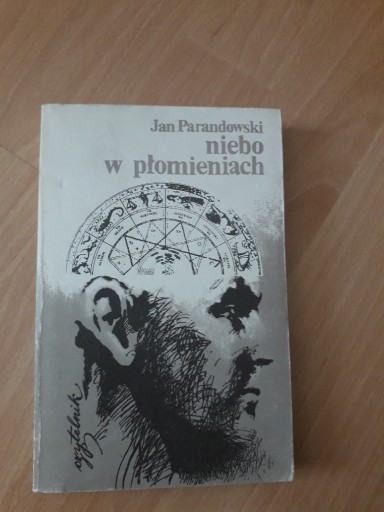 Jan Parandowski
niebo
w płomieniach
czytelnik